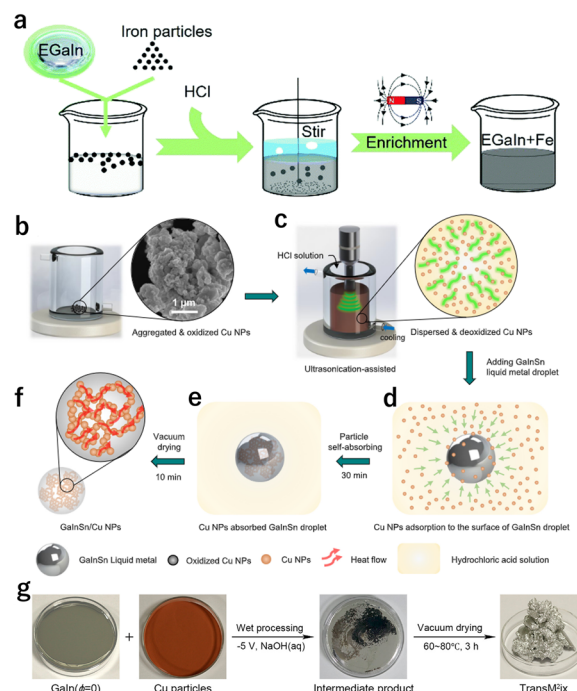 a
EGaIn
Iron particles
HCl
Stir
N S
Enrichment
EGaIn+Fe
b
1 μm
Aggregated & oxidized Cu NPs
c
HCl solution
cooling
Ultrasonication-assisted
Dispersed & deoxidized Cu NPs
Adding GaInSn
liquid metal droplet
f
Vacuum
drying
10 min
GaInSn/Cu NPs
e
Particle
self-absorbing
30 min
Cu NPs absorbed GaInSn droplet
d
Cu NPs adsorption to the surface of GaInSn droplet
GaInSn Liquid metal
Oxidized Cu NPs
Cu NPs
Heat flow
Hydrochloric acid solution
g
+
Wet processing
-5 V, NaOH(aq)
Vacuum drying
60~80℃, 3 h
GaIn(ϕ=0)
Cu particles
Intermediate product
TransM²ix